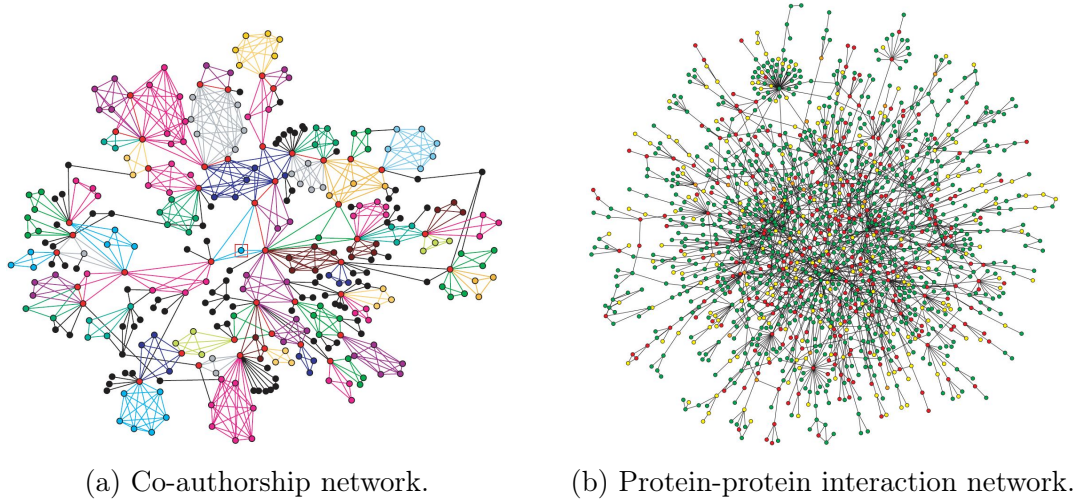 (a) Co-authorship network.
(b) Protein-protein interaction network.